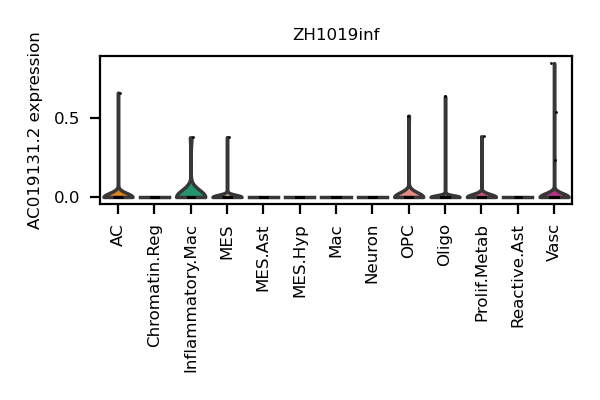 ZH1019inf
AC019131.2 expression
0.5
0.0
AC
Chromatin.Reg
Inflammatory.Mac
MES
MES.Ast
MES.Hyp
Mac
Neuron
OPC
Oligo
Prolif.Metab
Reactive.Ast
Vasc